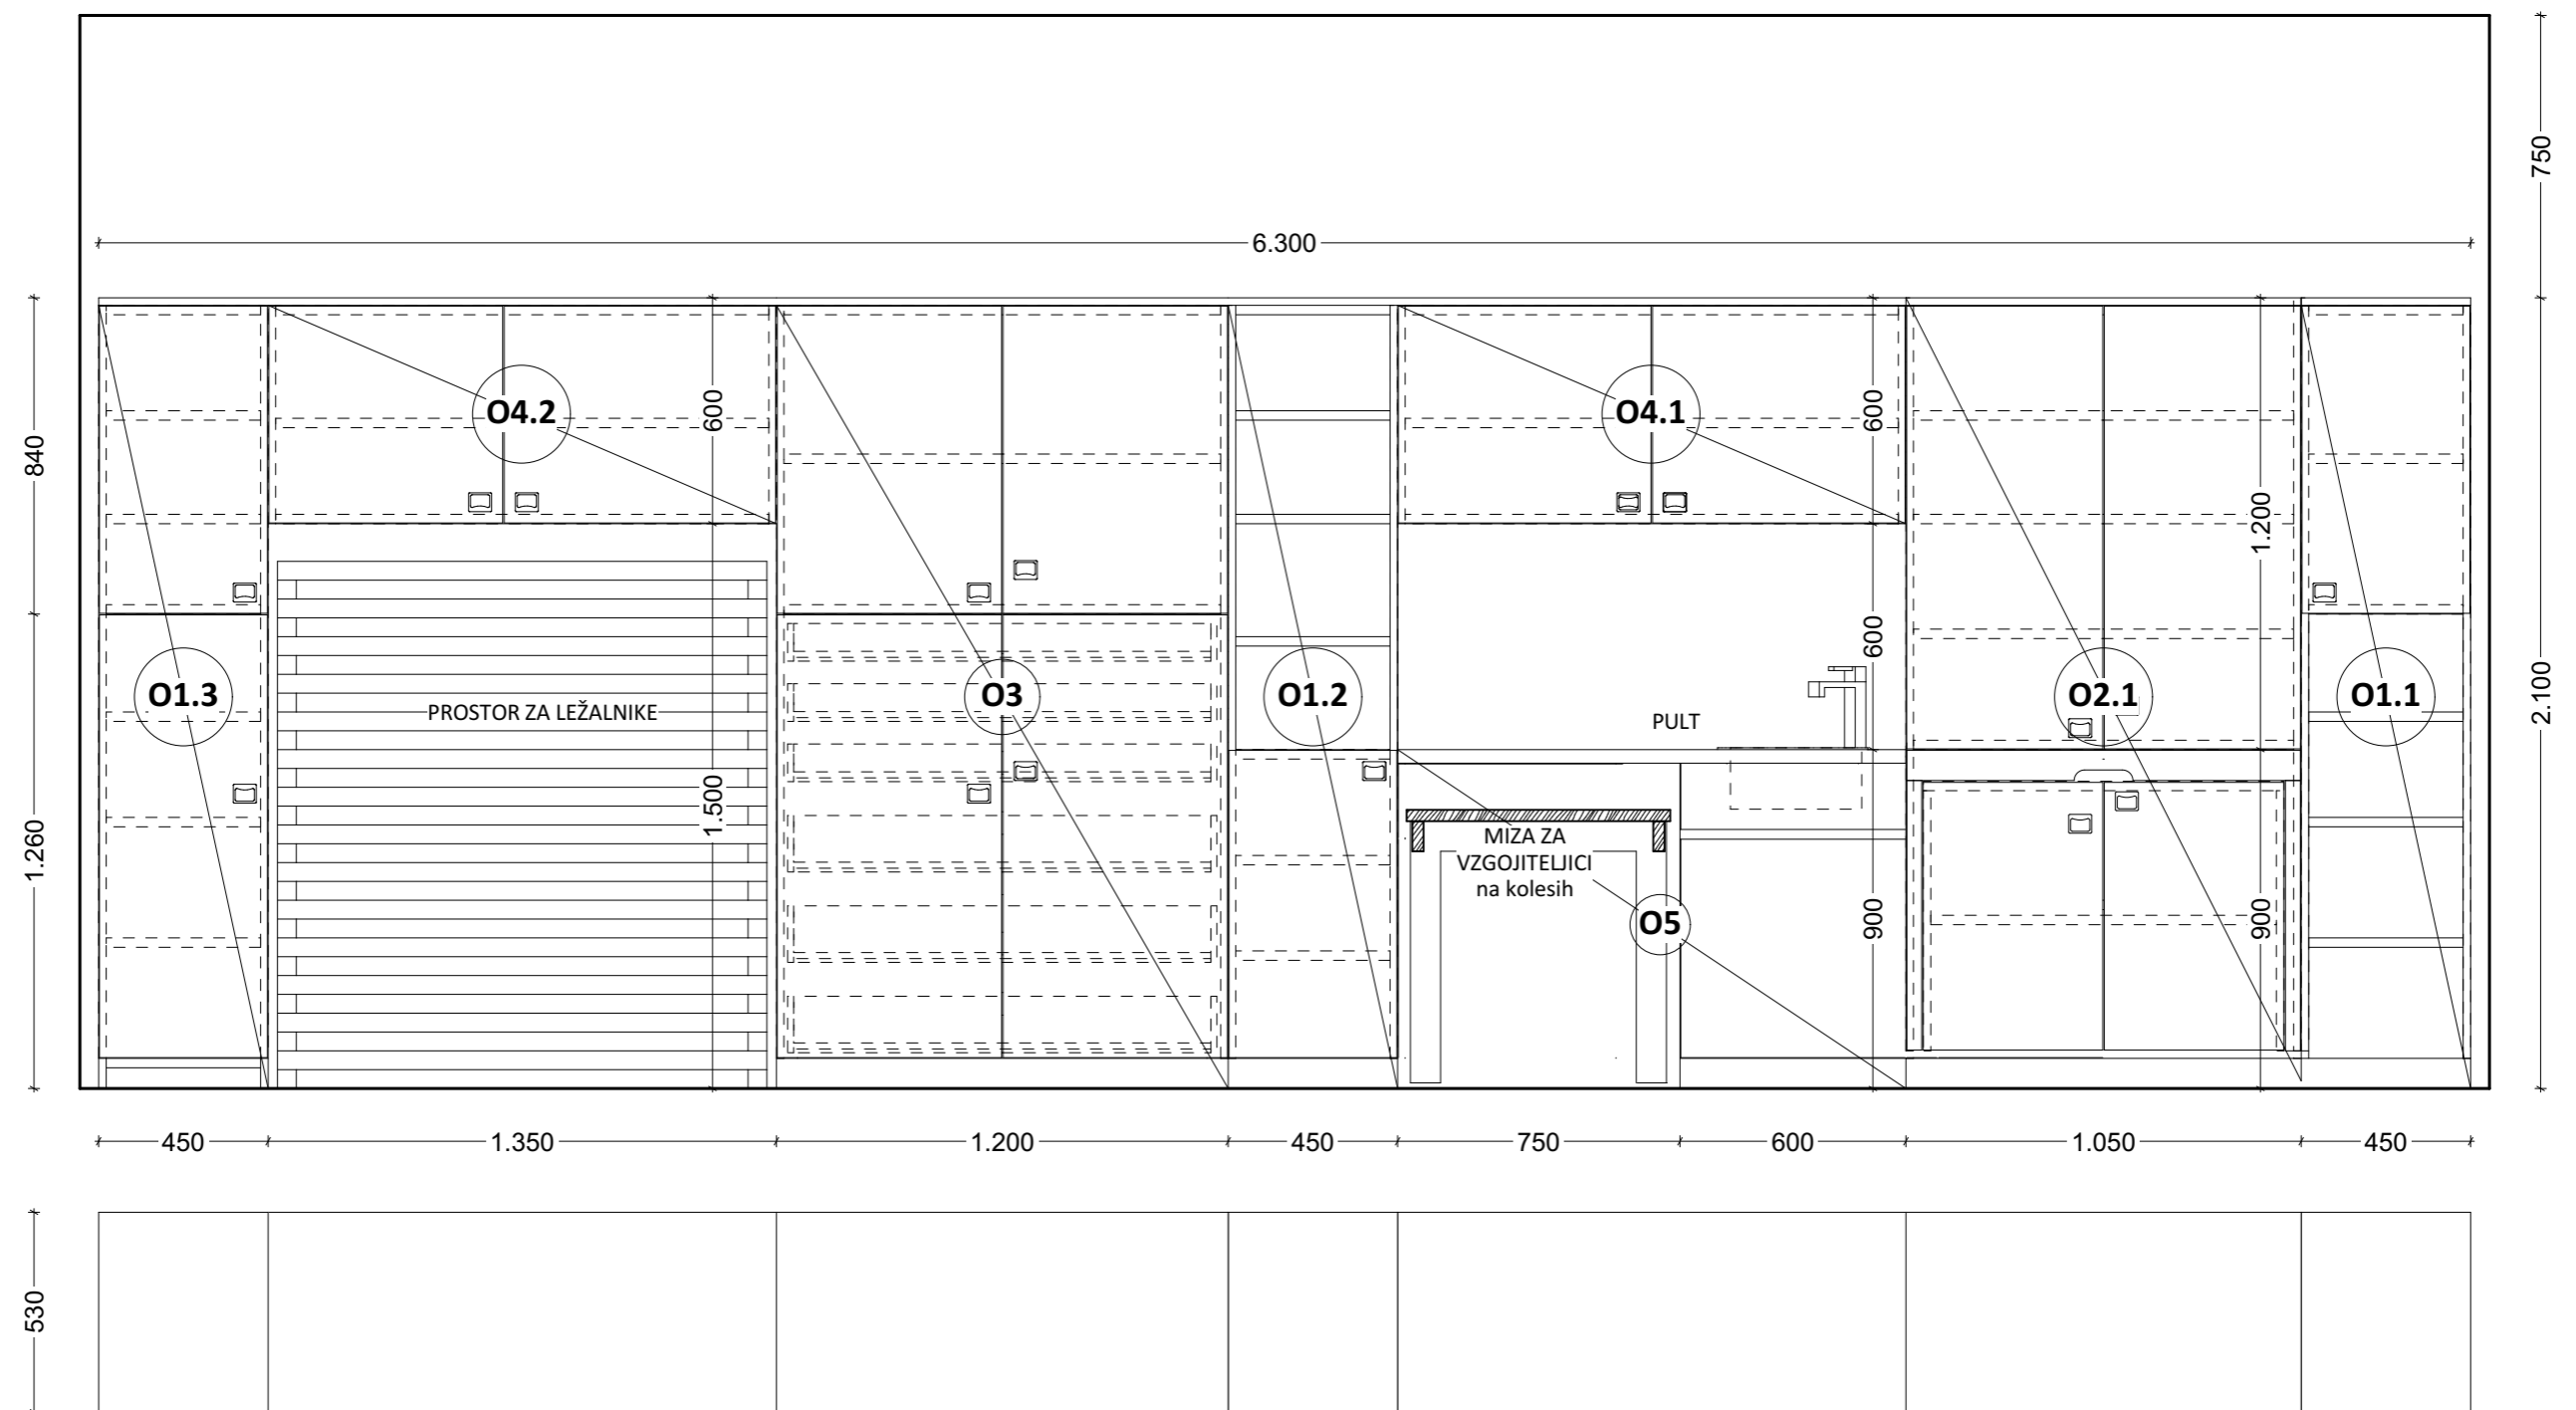 750
6.300
840
600
600
1.200
O4.2
O4.1
2.100
600
O1.3
PROSTOR ZA LEŽALNIKE
O3
O1.2
PULT
O2.1
O1.1
1.260
1.500
MIZA ZA
VZGOJITELJICI
na kolesih
O5
900
900
450
1.350
1.200
450
750
600
1.050
450
530